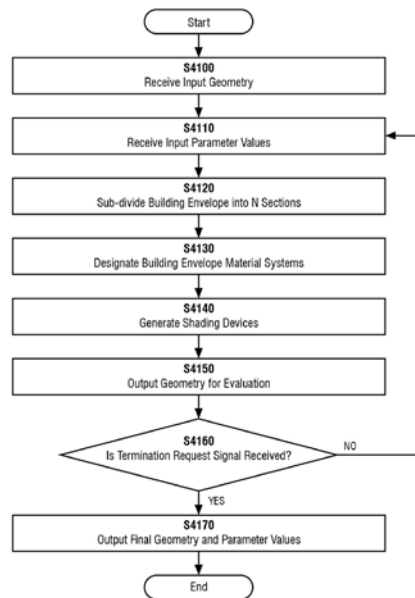 Start
S4100
Receive Input Geometry
S4110
Receive Input Parameter Values
S4120
Sub-divide Building Envelope into N Sections
S4130
Designate Building Envelope Material Systems
S4140
Generate Shading Devices
S4150
Output Geometry for Evaluation
S4160
Is Termination Request Signal Received?
NO
YES
S4170
Output Final Geometry and Parameter Values
End